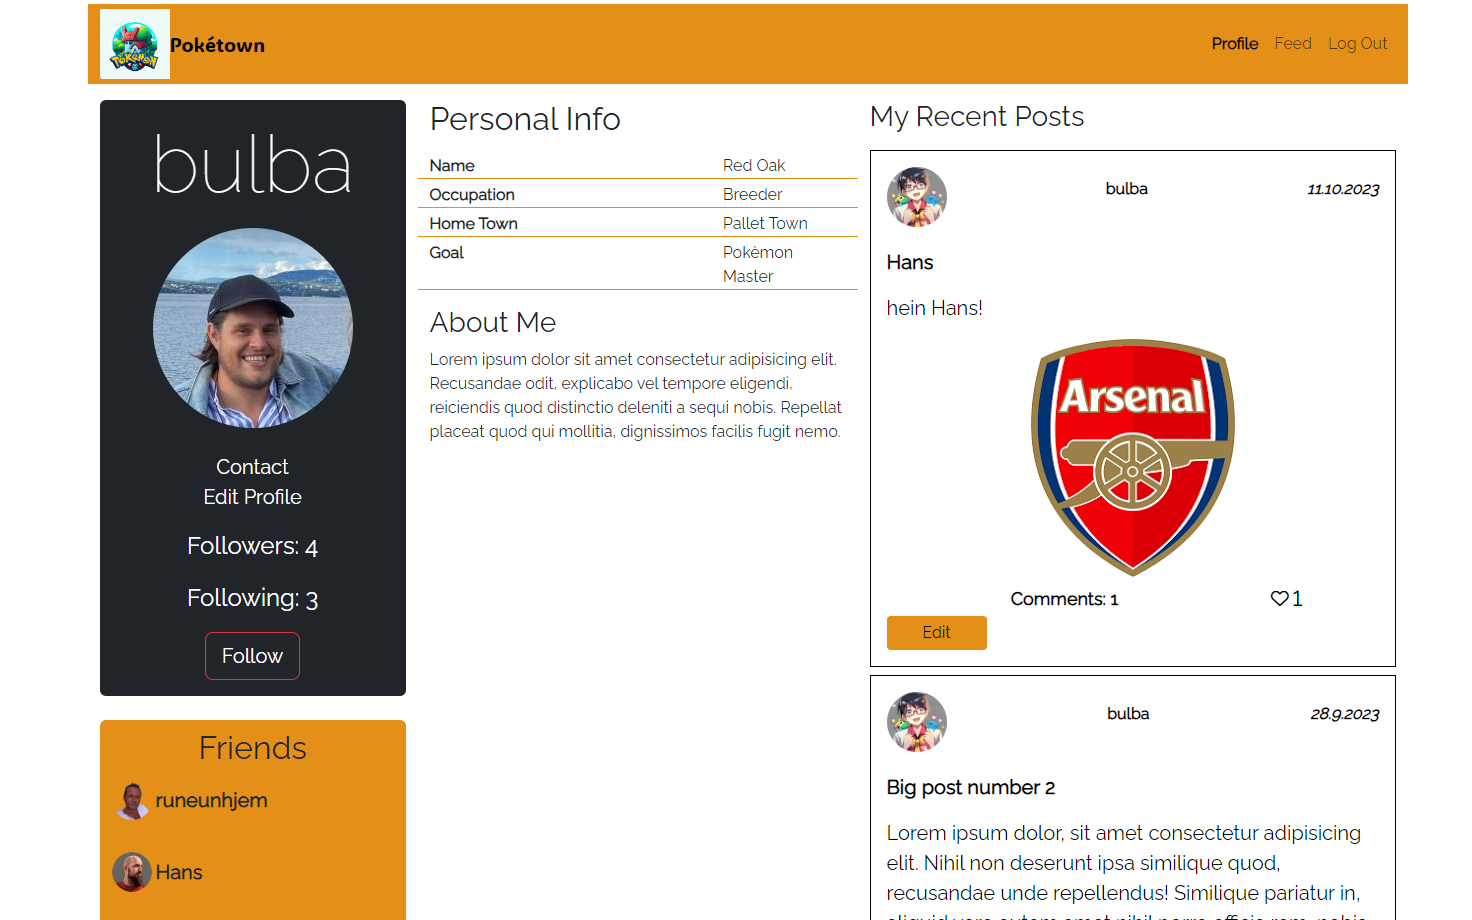 POKEMON
Pokétown
Profile
Feed
Log Out
bulba
Contact
Edit Profile
Followers: 4
Following: 3
Follow
Friends
runeunhjem
Hans
Personal Info
Name Red Oak
Occupation Breeder
Home Town Pallet Town
Goal Pokèmon
Master
About Me
Lorem ipsum dolor sit amet consectetur adipisicing elit.
Recusandae odit, explicabo vel tempore eligendi,
reiciendis quod distinctio deleniti a sequi nobis. Repellat
placeat quod qui mollitia, dignissimos facilis fugit nemo.
My Recent Posts
bulba
11.10.2023
Hans
hein Hans!
Arsenal
Comments: 1
1
Edit
bulba
28.9.2023
Big post number 2
Lorem ipsum dolor, sit amet consectetur adipisicing
elit. Nihil non deserunt ipsa similique quod,
recusandae unde repellendus! Similique pariatur in,